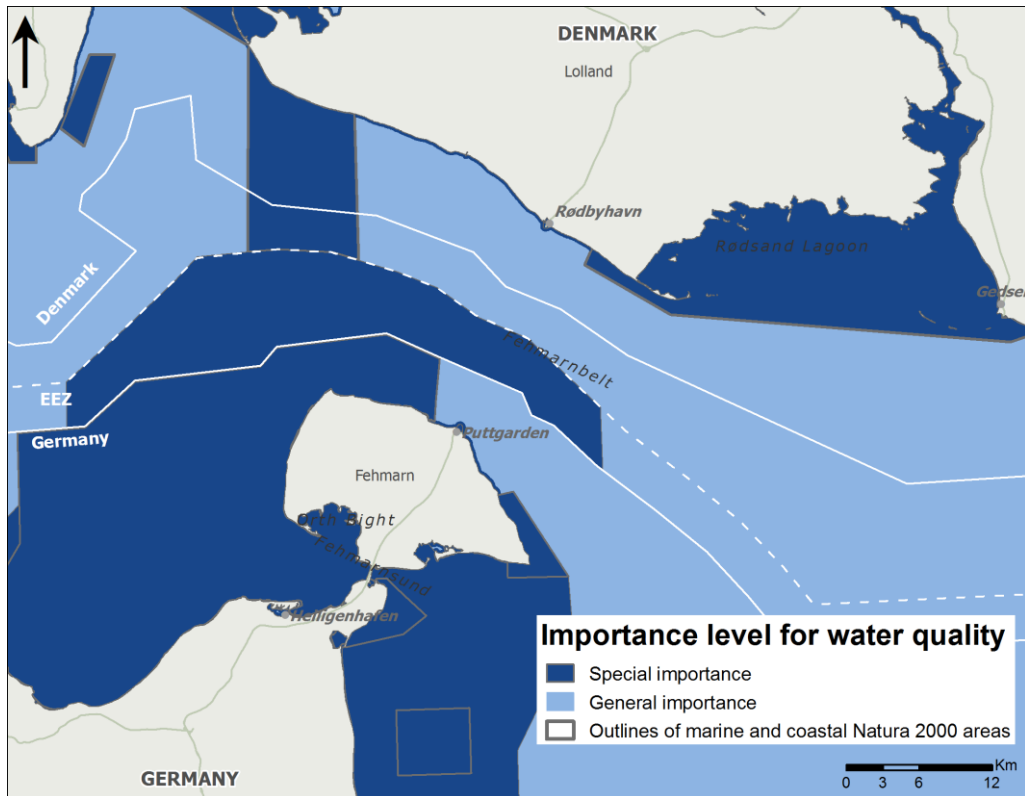 DENMARK
Lolland
Rødbyhavn
Rødsand Lagoon
Gedser
Denmark
Fehmarnbelt
EEZ
Germany
Puttgarden
Fehmarn
Orth Bight
Fehmarnsund
Heiligenhafen
GERMANY
Importance level for water quality
Special importance
General importance
Outlines of marine and coastal Natura 2000 areas
Km
0 3 6 12